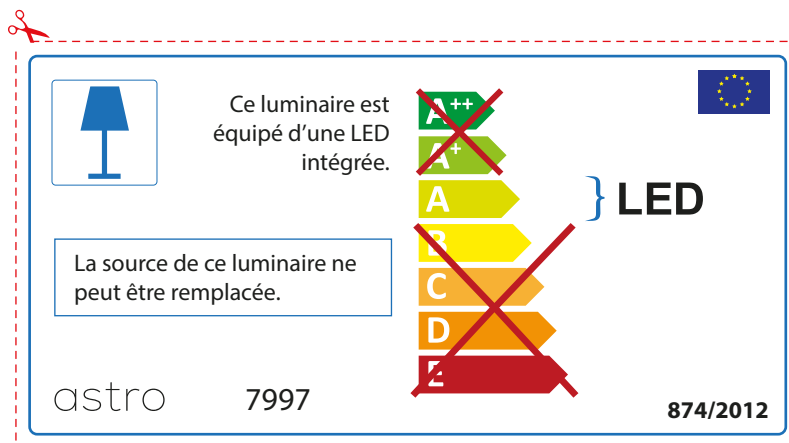 Ce luminaire est
équipé d’une LED
intégrée.
A++
A+
A
B
C
D
E
LED
La source de ce luminaire ne
peut être remplacée.
astro
7997
874/2012